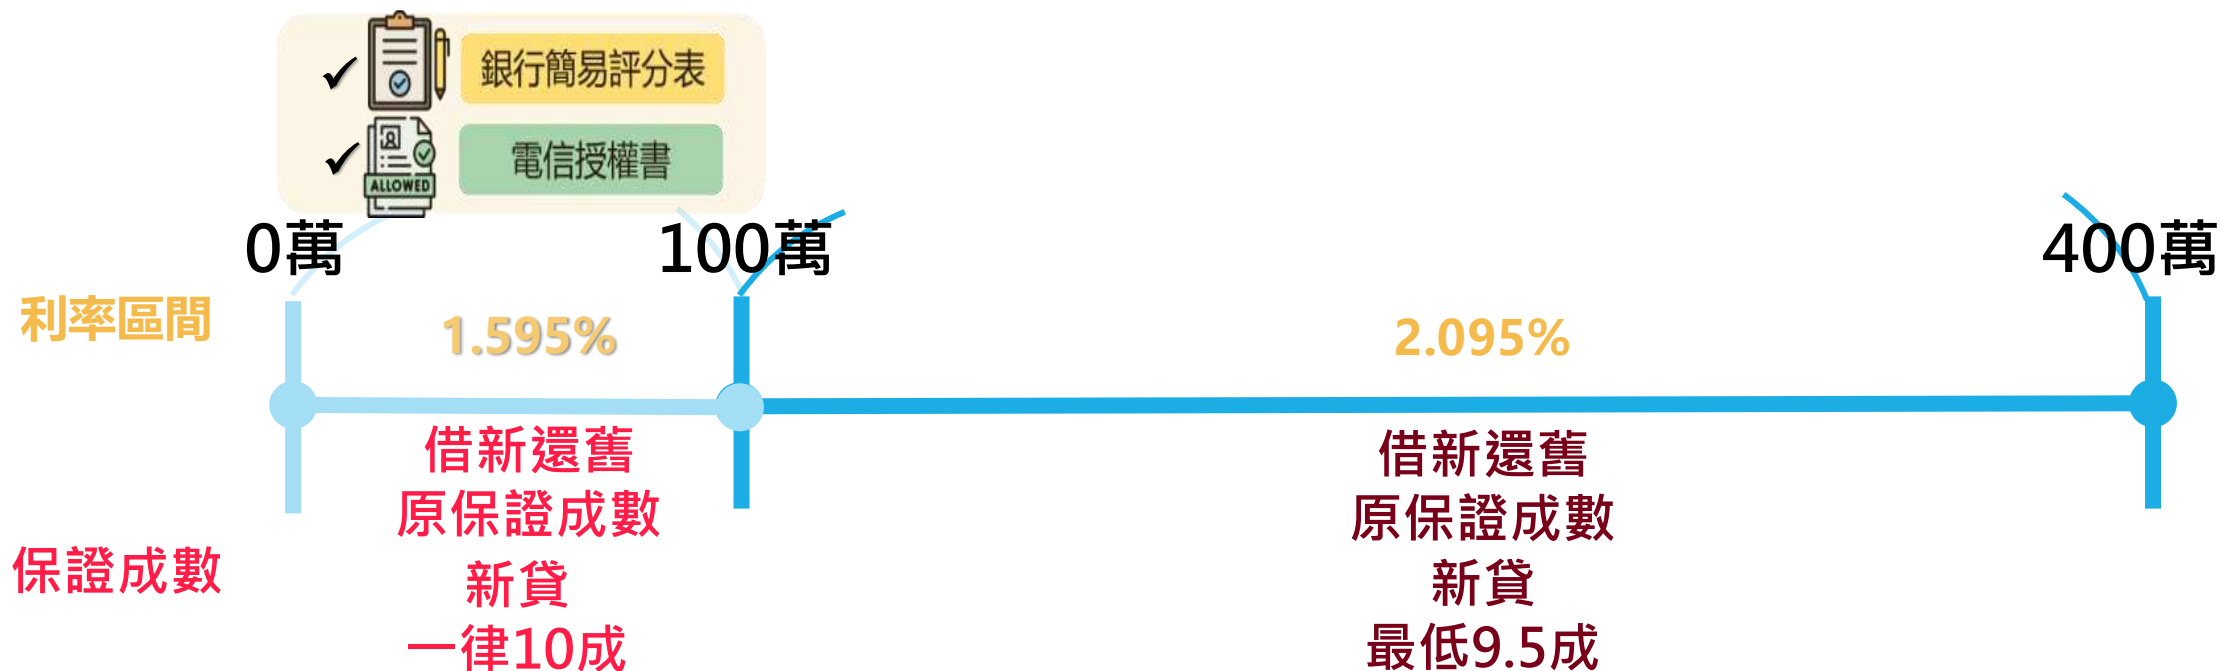 銀行簡易評分表
電信授權書
ALLOWED
0萬
100萬
400萬
利率區間
1.595%
2.095%
保證成數
借新還舊
原保證成數
新貸
一律10成
借新還舊
原保證成數
新貸
最低9.5成